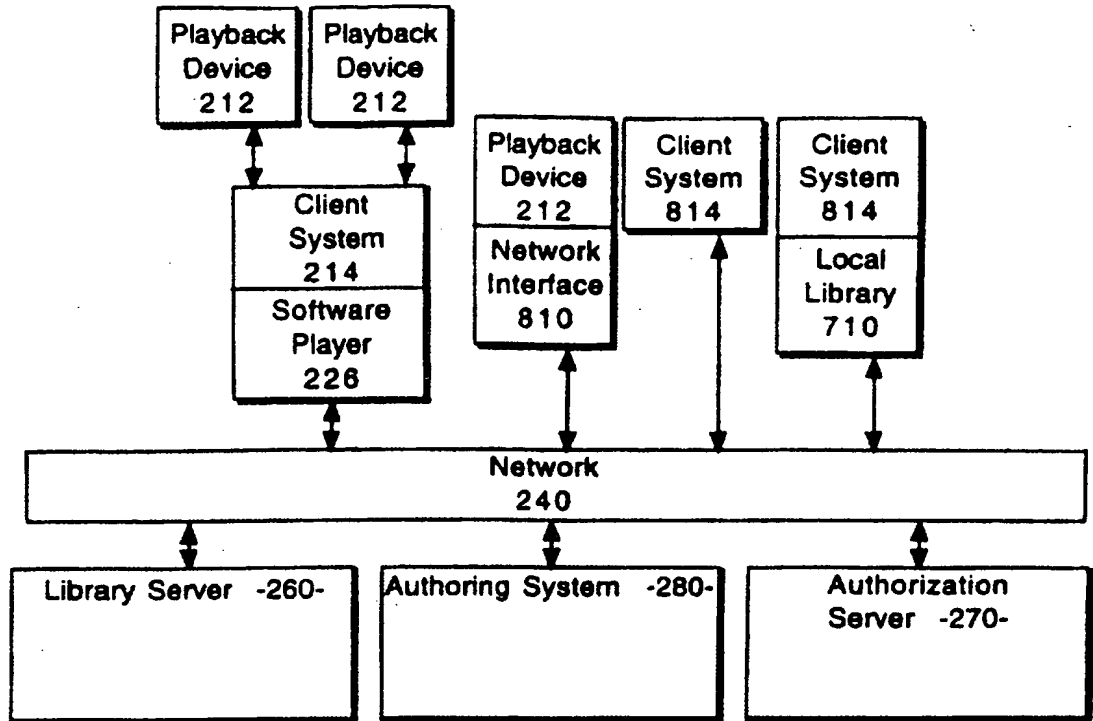 Playback
Device
212
Playback
Device
212
Playback
Device
212
Network
Interface
810
Client
System
814
Client
System
814
Local
Library
710
Client
System
214
Software
Player
226
Network
240
Library Server -260-
Authoring System -280-
Authorization
Server -270-